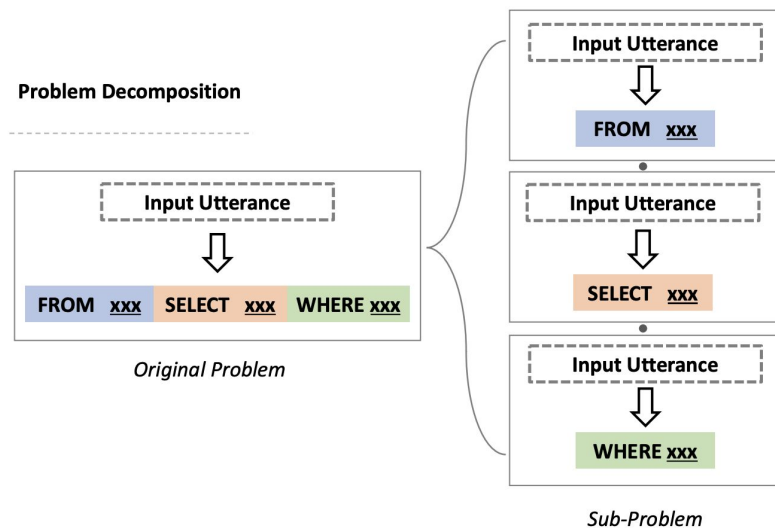 Problem Decomposition
Input Utterance
FROM xxx SELECT xxx WHERE xxx
Original Problem
Input Utterance
FROM xxx
Input Utterance
SELECT xxx
Input Utterance
WHERE xxx
Sub-Problem